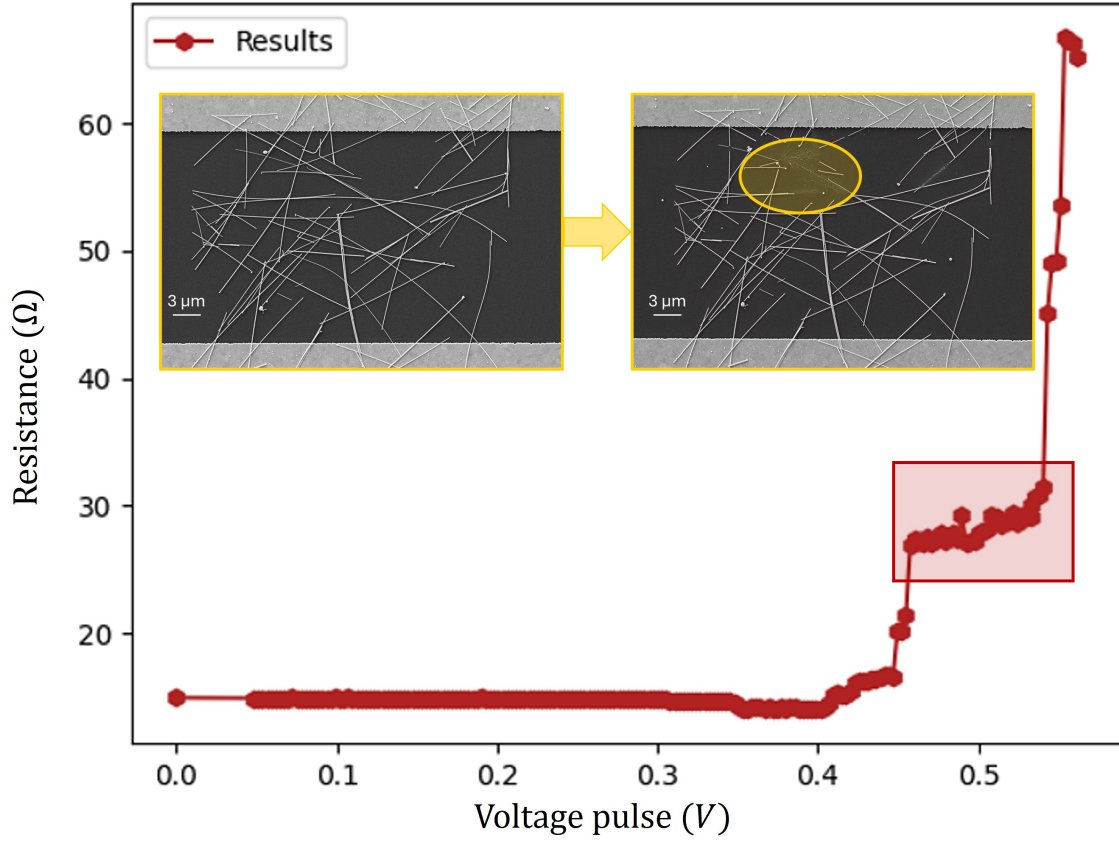 Results
60
50
40
30
20
Resistance (Ω)
3 μm
3 μm
0.0 0.1 0.2 0.3 0.4 0.5
Voltage pulse (V)